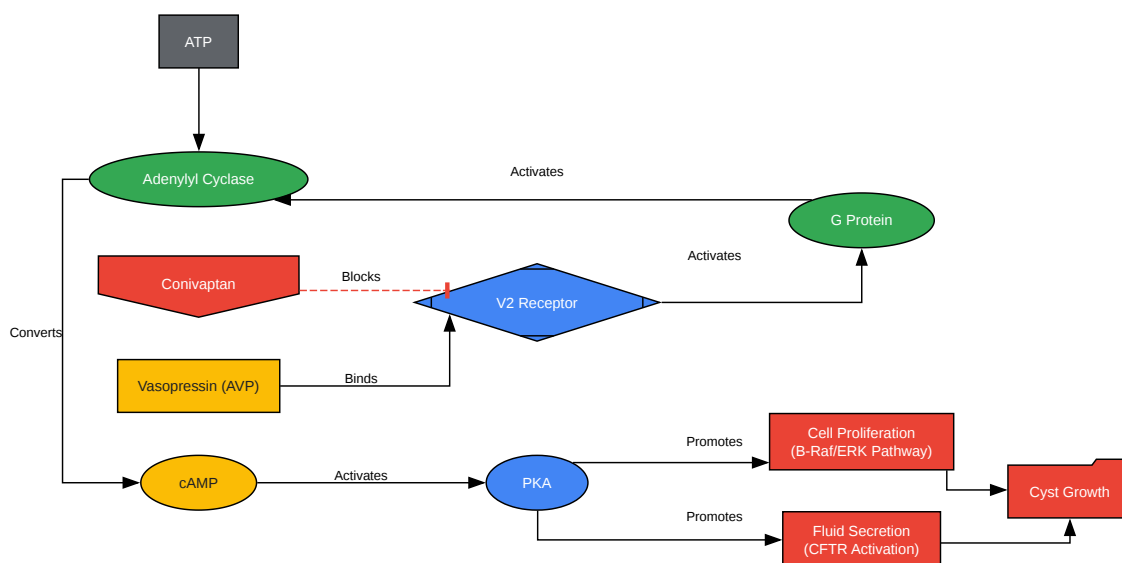 ATP
Adenylyl Cyclase
Activates
G Protein
Activates
Conivaptan
Blocks
V2 Receptor
Converts
Vasopressin (AVP)
Binds
cAMP
Activates
PKA
Promotes
Cell Proliferation
(B-Raf/ERK Pathway)
Cyst Growth
Promotes
Fluid Secretion
(CFTR Activation)